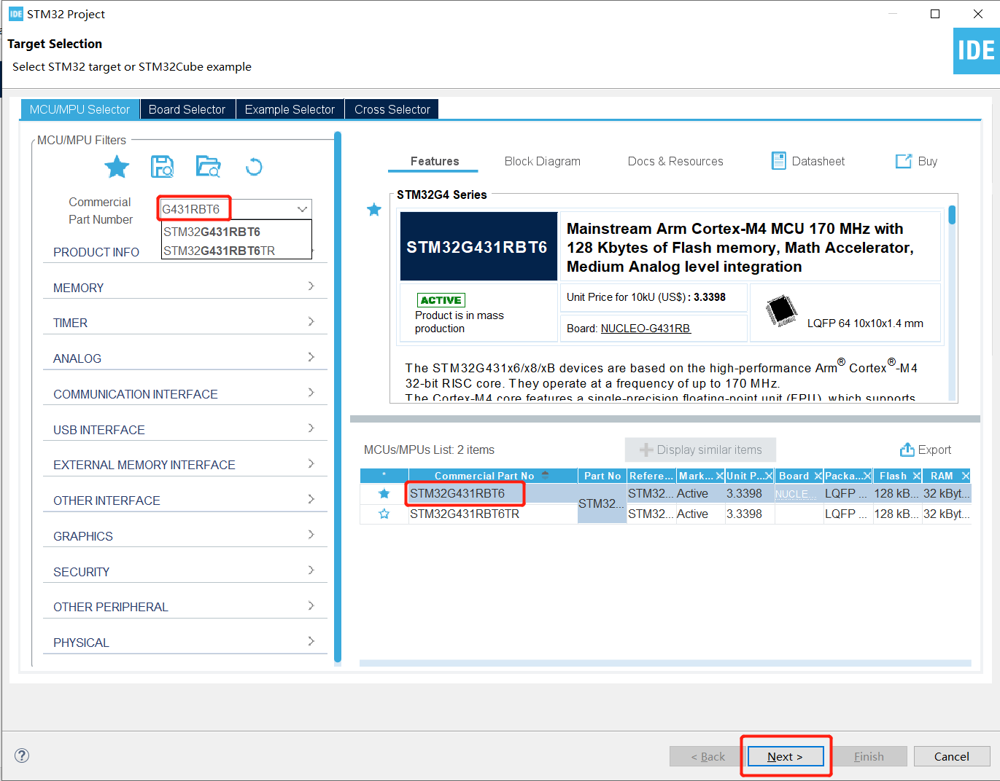 IDE STM32 Project
Target Selection
Select STM32 target or STM32Cube example
IDE
MCU/MPU Selector
Board Selector
Example Selector
Cross Selector
MCU/MPU Filters
Commercial
Part Number
G431RBT6
STM32G431RBT6
STM32G431RBT6TR
PRODUCT INFO
MEMORY
TIMER
ANALOG
COMMUNICATION INTERFACE
USB INTERFACE
EXTERNAL MEMORY INTERFACE
OTHER INTERFACE
GRAPHICS
SECURITY
OTHER PERIPHERAL
PHYSICAL
Features
Block Diagram
Docs & Resources
Datasheet
Buy
STM32G4 Series
STM32G431RBT6
Mainstream Arm Cortex-M4 MCU 170 MHz with
128 Kbytes of Flash memory, Math Accelerator,
Medium Analog level integration
ACTIVE
Product is in mass
production
Unit Price for 10kU (US$) : 3.3398
Board: NUCLEO-G431RB
LQFP 64 10x10x1.4 mm
The STM32G431x6/x8/xB devices are based on the high-performance Arm® Cortex®-M4
32-bit RISC core. They operate at a frequency of up to 170 MHz.
The Cortex-M4 core features a single-precision floating-point unit (FPU), which supports
MCUs/MPUs List: 2 items
Display similar items
Export
* Commercial Part No Part No Refere... Mark... Unit P... Board Packa... Flash RAM
STM32G431RBT6 STM32... STM32... Active 3.3398 NUCLE... LQFP ... 128 kB... 32 kByt...
STM32G431RBT6TR STM32... Active 3.3398 LQFP ... 128 kB... 32 kByt...
?
< Back
Next >
Finish
Cancel